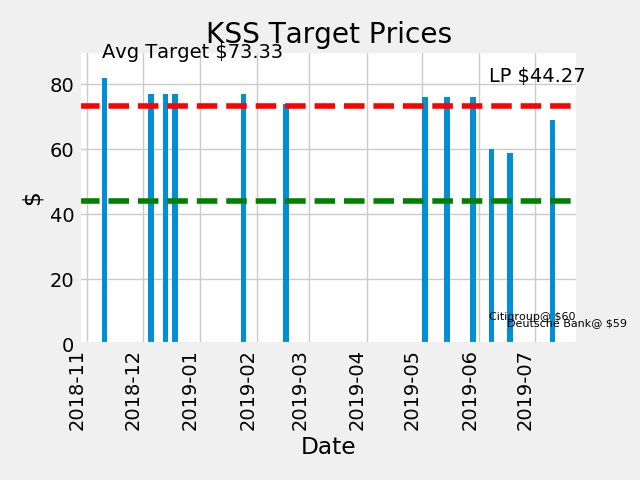 KSS Target Prices
Avg Target $73.33
LP $44.27
80
60
40
20
0
$
Citigroup@ $60
Deutsche Bank@ $59
2018-11
2018-12
2019-01
2019-02
2019-03
2019-04
2019-05
2019-06
2019-07
Date